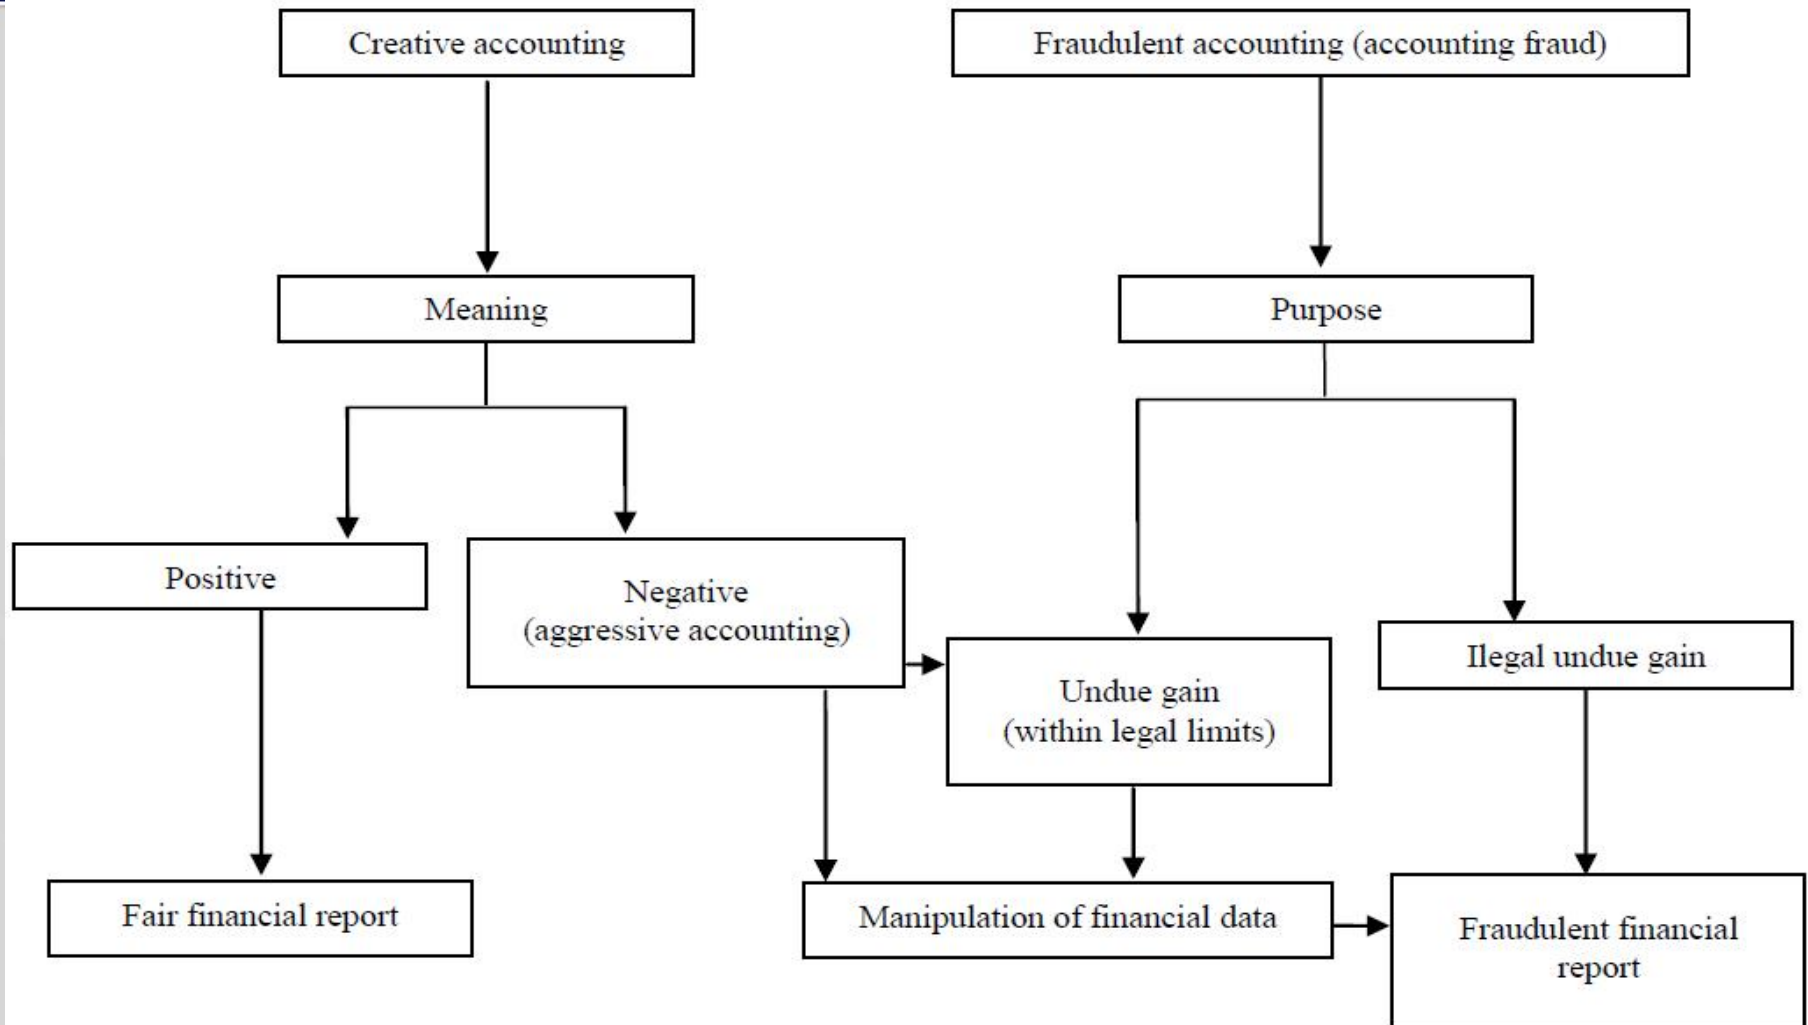 Creative accounting
Fraudulent accounting (accounting fraud)
Meaning
Purpose
Positive
Negative
(aggressive accounting)
Undue gain
(within legal limits)
Ilegal undue gain
Fair financial report
Manipulation of financial data
Fraudulent financial
report